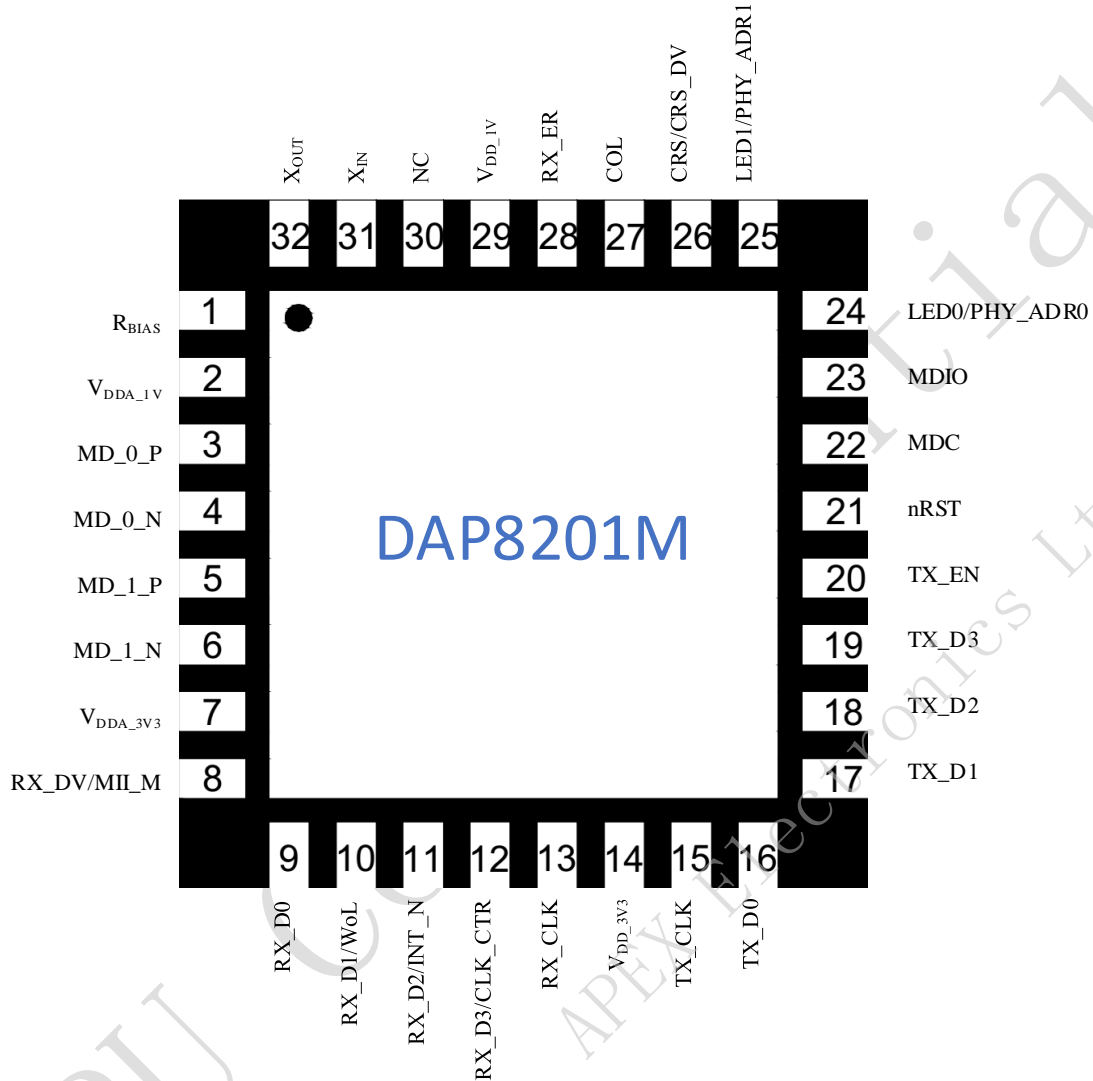 X_OUT
X_IN
NC
V_DD_1V
RX_ER
COL
CRS/CRS_DV
LED1/PHY_ADR1
32
31
30
29
28
27
26
25
R_BIAS
1
V_DDA_1V
2
MD_0_P
3
MD_0_N
4
MD_1_P
5
MD_1_N
6
V_DDA_3V3
7
RX_DV/MII_M
8
DAP8201M
24
LED0/PHY_ADR0
23
MDIO
22
MDC
21
nRST
20
TX_EN
19
TX_D3
18
TX_D2
17
TX_D1
9
10
11
12
13
14
15
16
RX_D0
RX_D1/WoL
RX_D2/INT_N
RX_D3/CLK_CTR
RX_CLK
V_DD_3V3
TX_CLK
TX_D0
APEX Electronics Lt